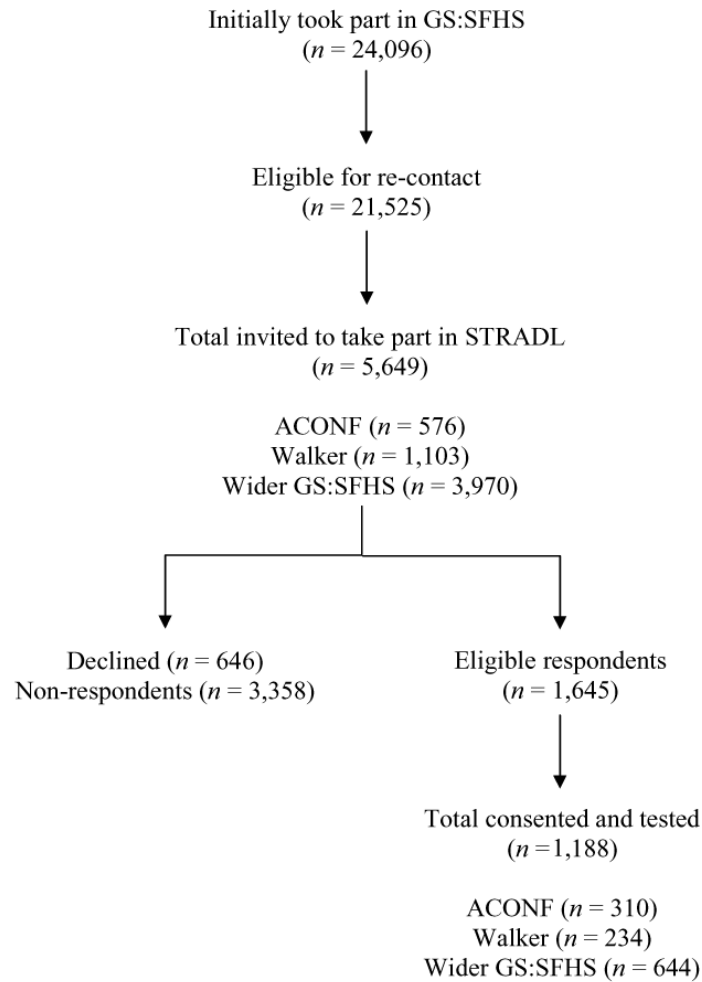 Initially took part in GS:SFHS
(n = 24,096)
Eligible for re-contact
(n = 21,525)
Total invited to take part in STRADL
(n = 5,649)
ACONF (n = 576)
Walker (n = 1,103)
Wider GS:SFHS (n = 3,970)
Declined (n = 646)
Non-respondents (n = 3,358)
Eligible respondents
(n = 1,645)
Total consented and tested
(n =1,188)
ACONF (n = 310)
Walker (n = 234)
Wider GS:SFHS (n = 644)